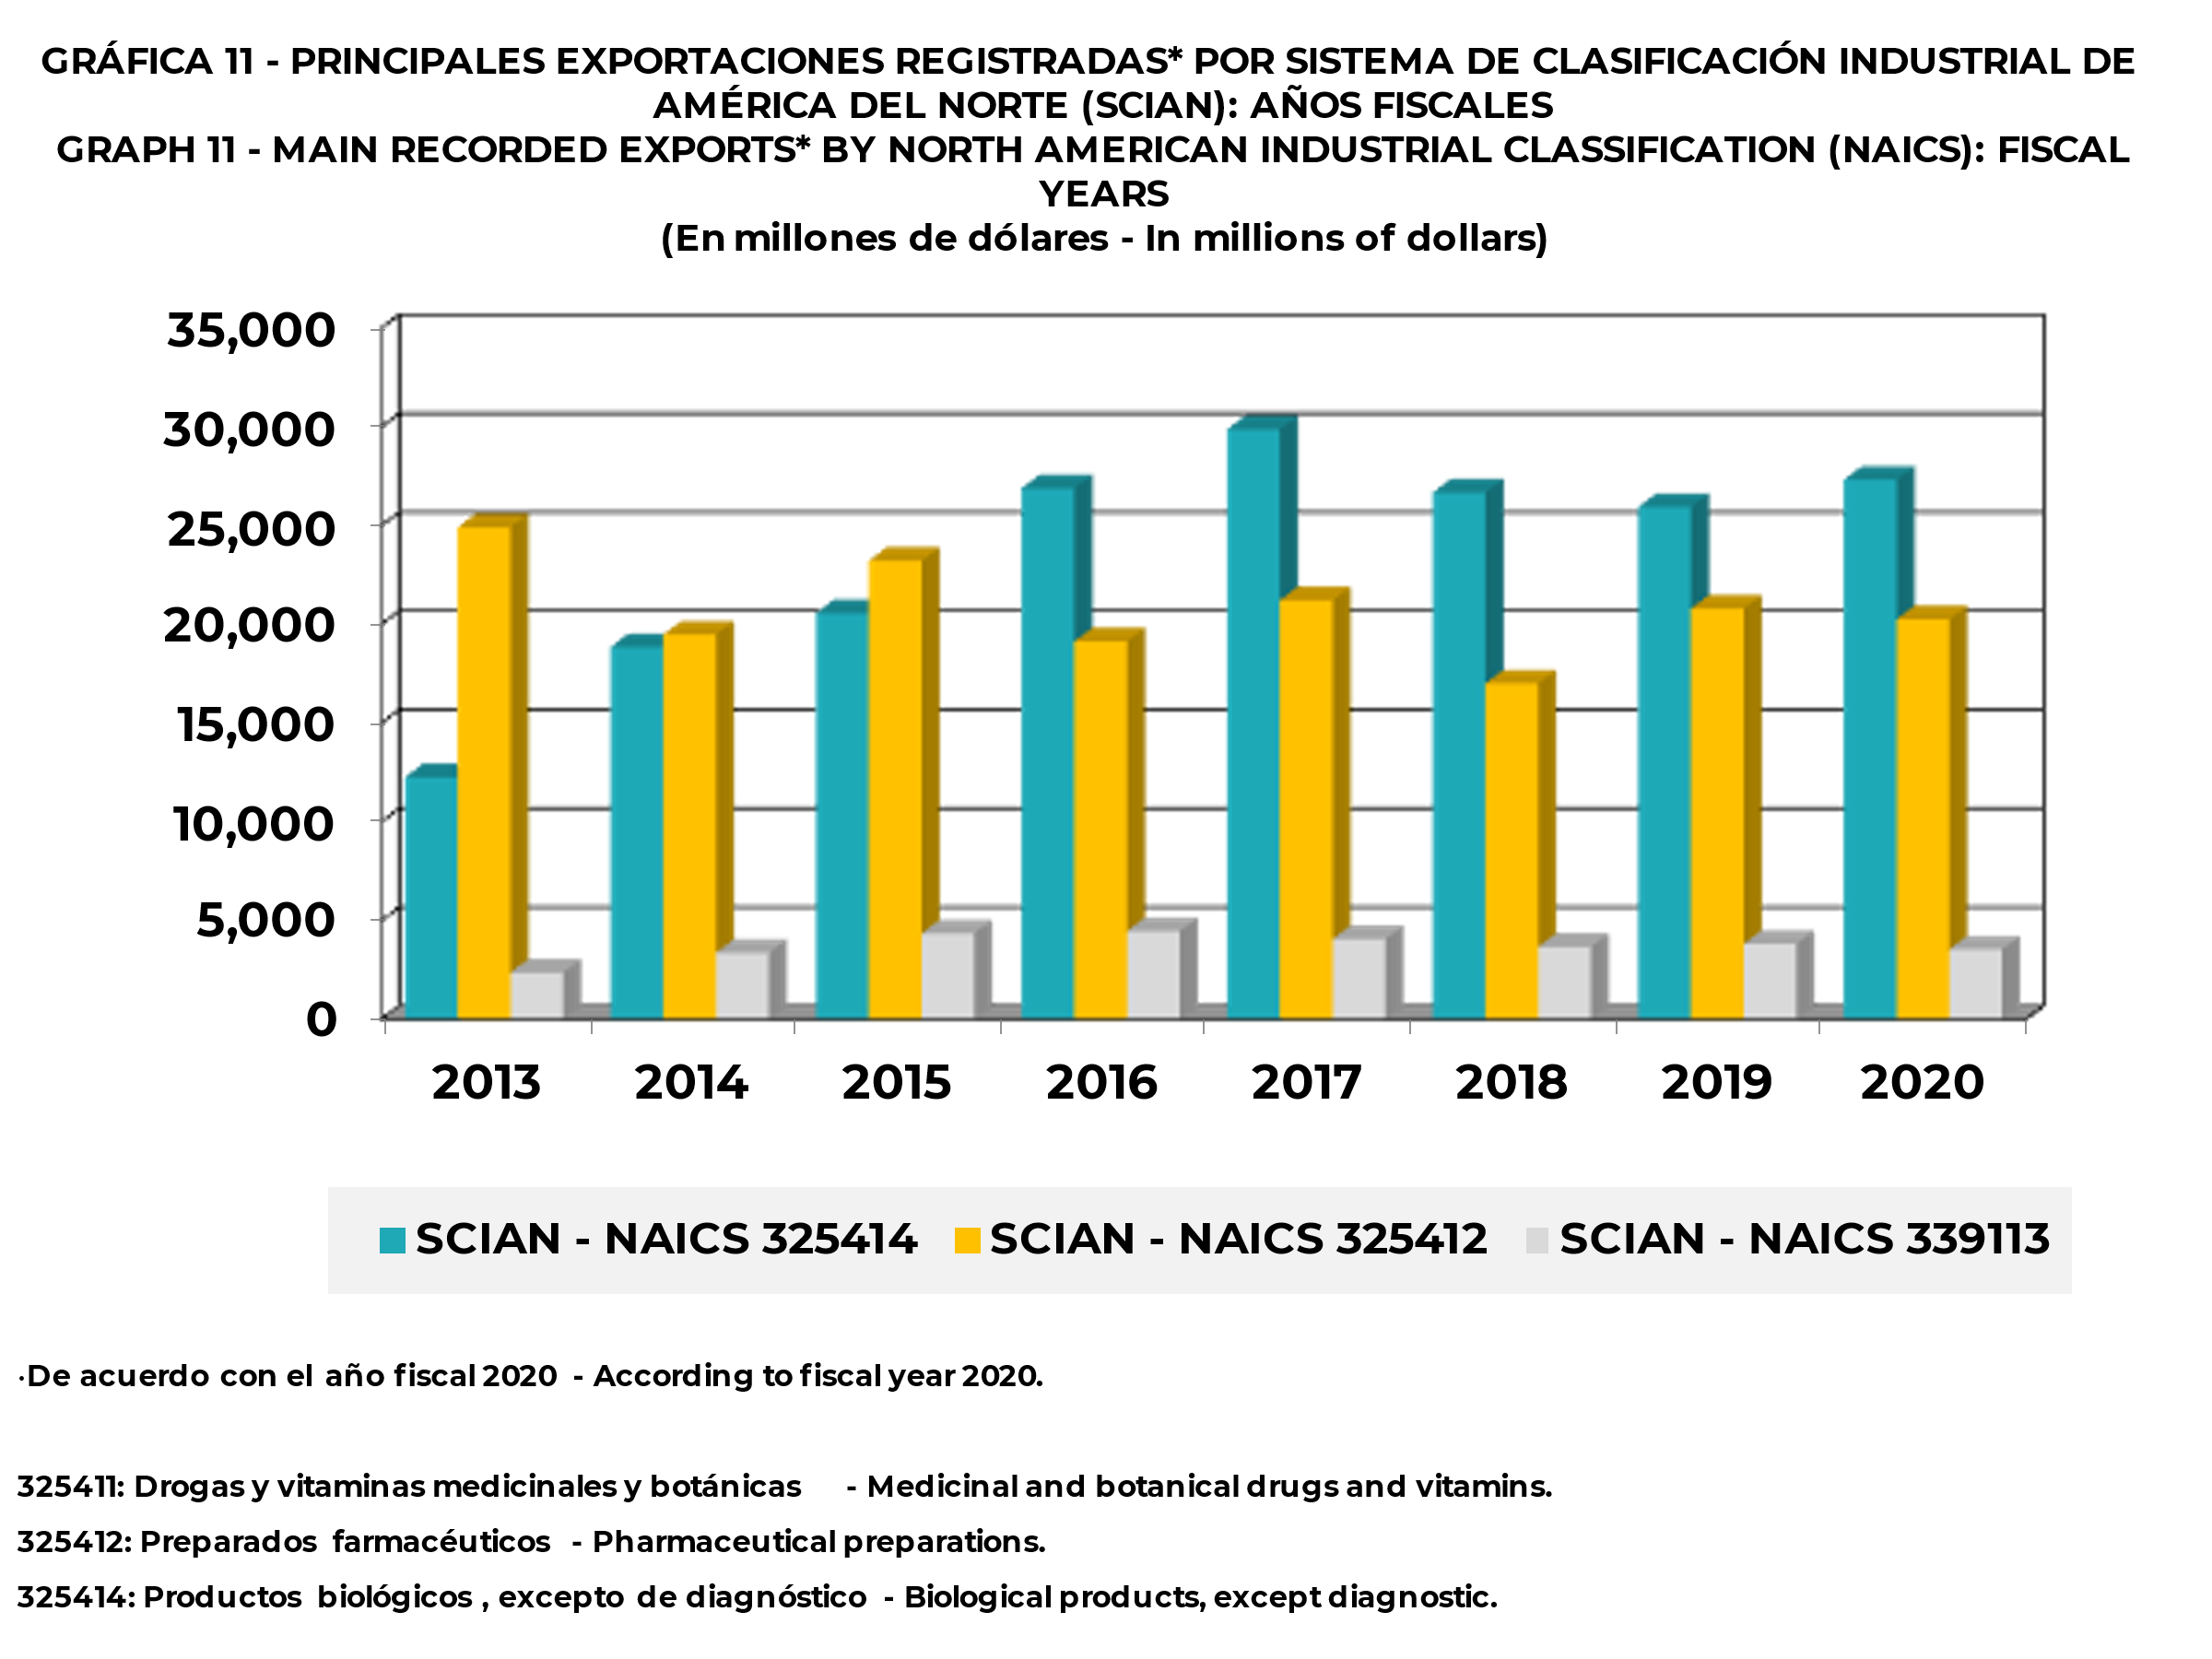 GRÁFICA 11 - PRINCIPALES EXPORTACIONES REGISTRADAS* POR SISTEMA DE CLASIFICACIÓN INDUSTRIAL DE
AMÉRICA DEL NORTE (SCIAN): AÑOS FISCALES
GRAPH 11 - MAIN RECORDED EXPORTS* BY NORTH AMERICAN INDUSTRIAL CLASSIFICATION (NAICS): FISCAL
YEARS
(En millones de dólares - In millions of dollars)
35,000
30,000
25,000
20,000
15,000
10,000
5,000
0
2013 2014 2015 2016 2017 2018 2019 2020
SCIAN - NAICS 325414 SCIAN - NAICS 325412 SCIAN - NAICS 339113
·De acuerdo con el año fiscal 2020 - According to fiscal year 2020.
325411: Drogas y vitaminas medicinales y botánicas - Medicinal and botanical drugs and vitamins.
325412: Preparados farmacéuticos - Pharmaceutical preparations.
325414: Productos biológicos , excepto de diagnóstico - Biological products, except diagnostic.